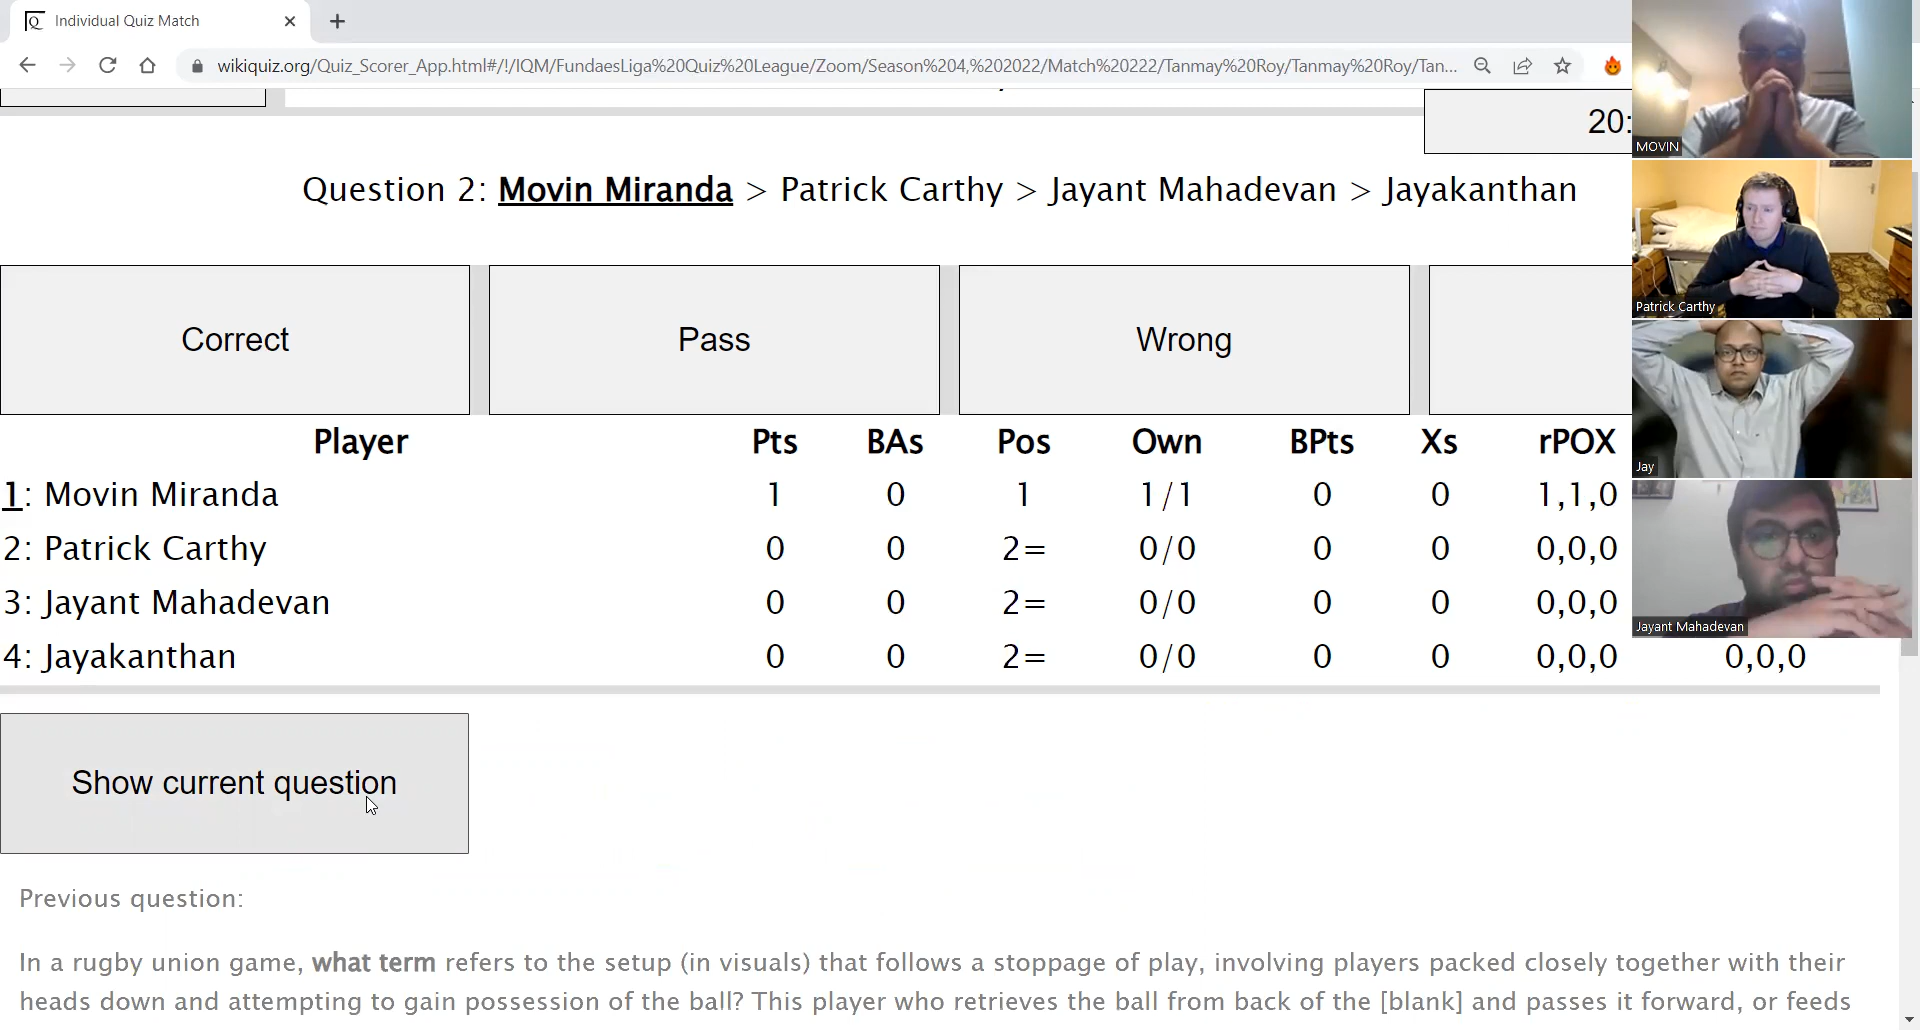 Individual Quiz Match
wikiquiz.org/Quiz_Scorer_App.html#/!/IQM/FundaesLiga%20Quiz%20League/Zoom/Season%204,%202022/Match%20222/Tanmay%20Roy/Tanmay%20Roy/Tan...
20:
Question 2: Movin Miranda > Patrick Carthy > Jayant Mahadevan > Jayakanthan
Correct Pass Wrong
Player Pts BAs Pos Own BPts Xs rPOX
1: Movin Miranda 1 0 1 1/1 0 0 1,1,0
2: Patrick Carthy 0 0 2= 0/0 0 0 0,0,0
3: Jayant Mahadevan 0 0 2= 0/0 0 0 0,0,0
4: Jayakanthan 0 0 2= 0/0 0 0 0,0,0 0,0,0
Show current question
Previous question:
In a rugby union game, what term refers to the setup (in visuals) that follows a stoppage of play, involving players packed closely together with their
heads down and attempting to gain possession of the ball? This player who retrieves the ball from back of the [blank] and passes it forward, or feeds
MOVIN
Patrick Carthy
Jay
Jayant Mahadevan